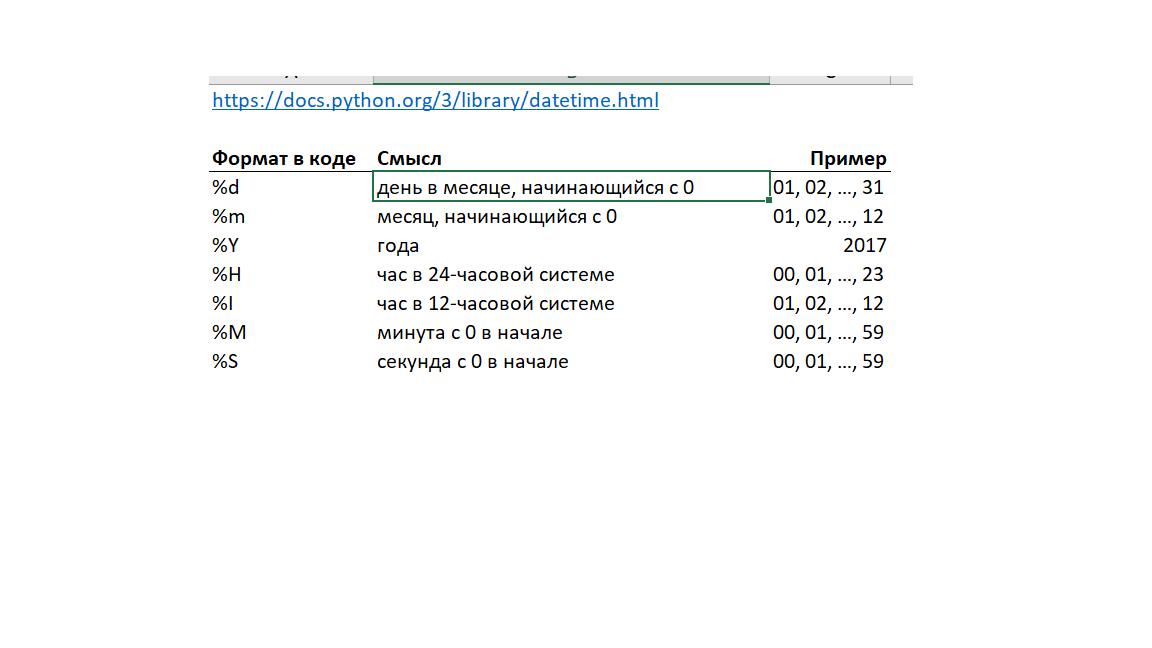 https://docs.python.org/3/library/datetime.html
Формат в коде Смысл Пример
%d день в месяце, начинающийся с 0 01, 02, ..., 31
%m месяц, начинающийся с 0 01, 02, ..., 12
%Y года 2017
%H час в 24-часовой системе 00, 01, ..., 23
%I час в 12-часовой системе 01, 02, ..., 12
%M минута с 0 в начале 00, 01, ..., 59
%S секунда с 0 в начале 00, 01, ..., 59